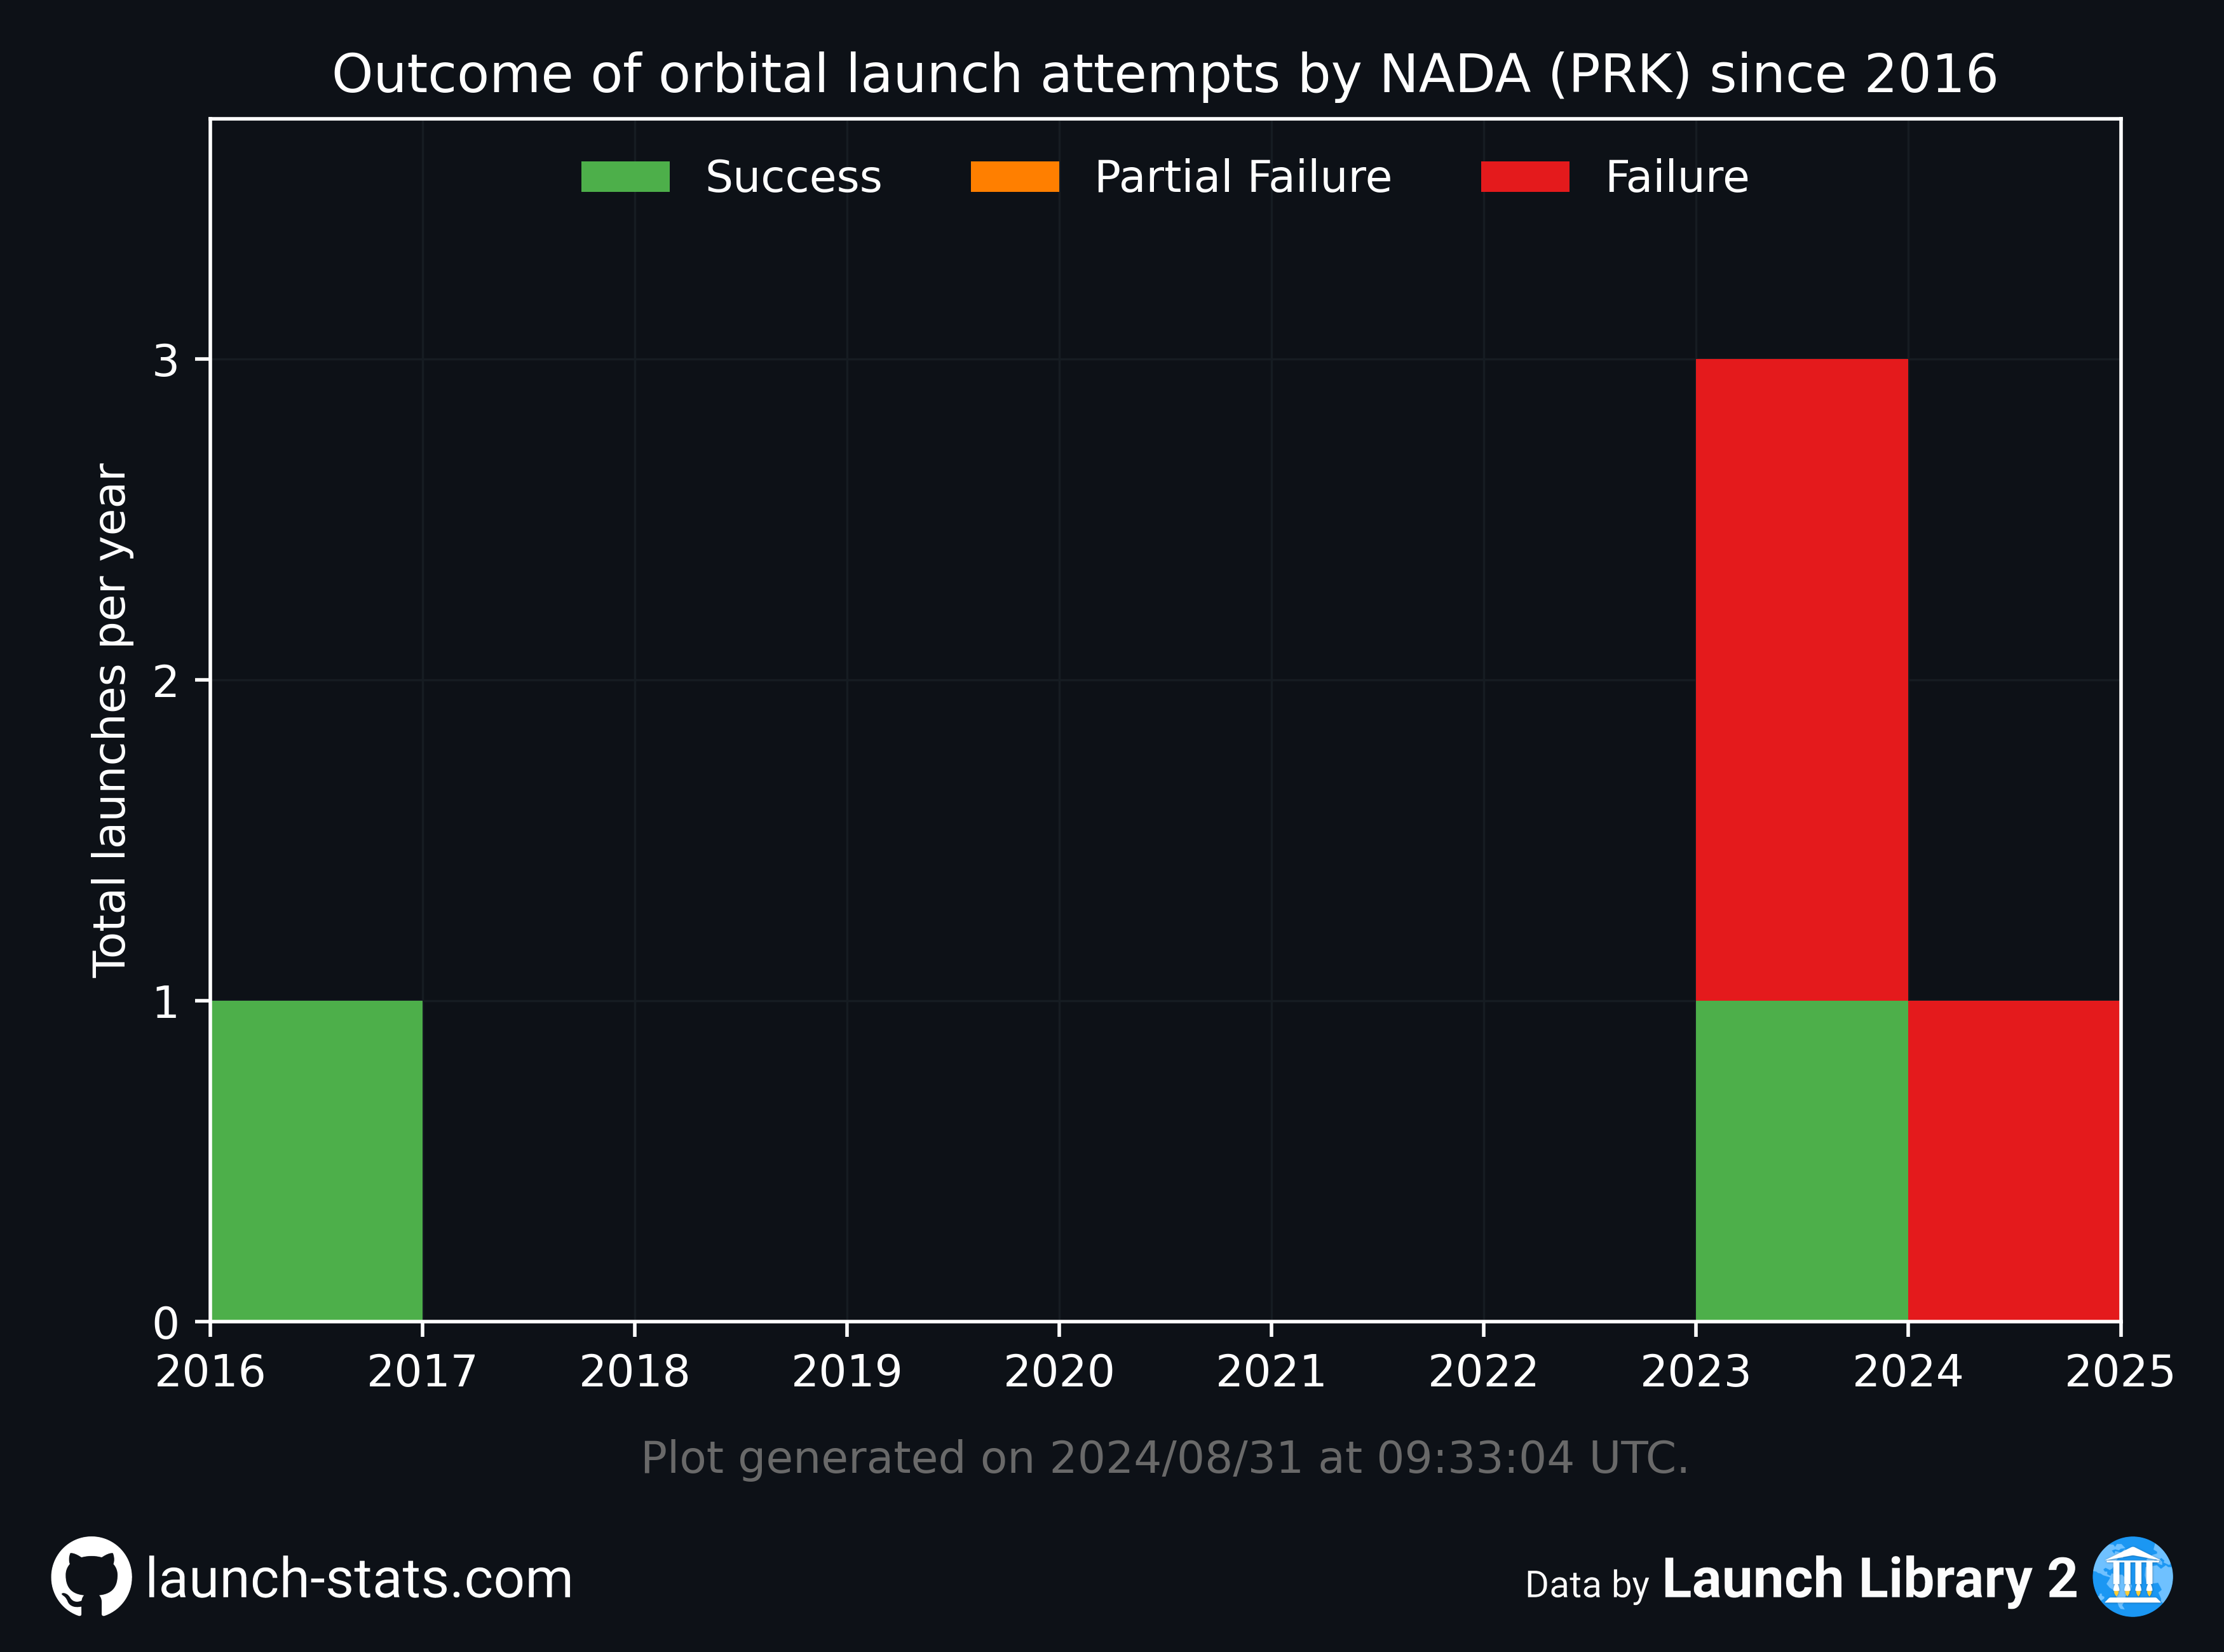 Outcome of orbital launch attempts by NADA (PRK) since 2016
Success Partial Failure Failure
Total launches per year
3
2
1
0
2016 2017 2018 2019 2020 2021 2022 2023 2024 2025
Plot generated on 2024/08/31 at 09:33:04 UTC.
launch-stats.com
Data by Launch Library 2